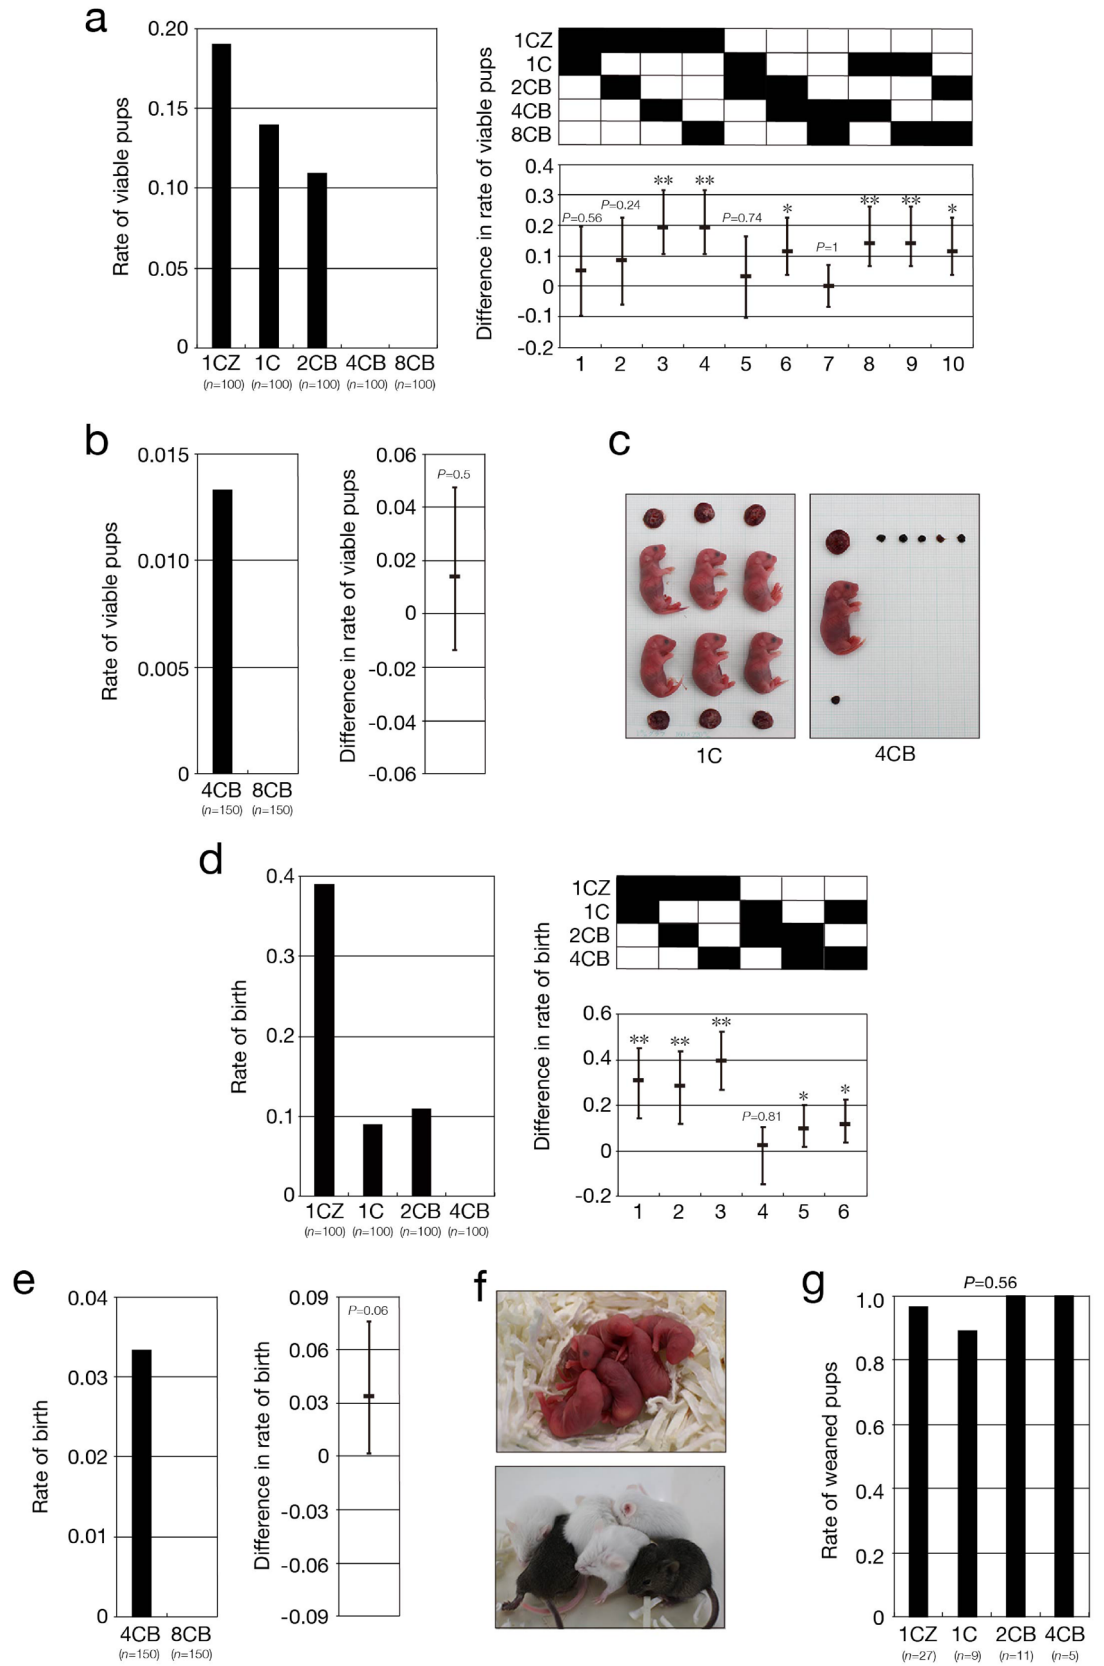 a
Rate of viable pups
0.20
0.15
0.10
0.05
0
1CZ 1C 2CB 4CB 8CB
(n=100) (n=100) (n=100) (n=100) (n=100)
Difference in rate of viable pups
1CZ
1C
2CB
4CB
8CB
0.4
0.3
0.2
0.1
0
-0.1
-0.2
P=0.56
P=0.24
**
**
P=0.74
*
P=1
**
**
*
1 2 3 4 5 6 7 8 9 10
b
Rate of viable pups
0.015
0.010
0.005
0
4CB 8CB
(n=150) (n=150)
Difference in rate of viable pups
0.06
0.04
0.02
0
-0.02
-0.04
-0.06
P=0.5
c
1C
4CB
d
Rate of birth
0.4
0.3
0.2
0.1
0
1CZ 1C 2CB 4CB
(n=100) (n=100) (n=100) (n=100)
Difference in rate of birth
1CZ
1C
2CB
4CB
0.6
0.4
0.2
0
-0.2
**
**
**
P=0.81
*
*
1 2 3 4 5 6
e
Rate of birth
0.04
0.03
0.02
0.01
0
4CB 8CB
(n=150) (n=150)
Difference in rate of birth
0.09
0.06
0.03
0
-0.03
-0.06
-0.09
P=0.06
f
g
P=0.56
Rate of weaned pups
1.0
0.8
0.6
0.4
0.2
0
1CZ 1C 2CB 4CB
(n=27) (n=9) (n=11) (n=5)